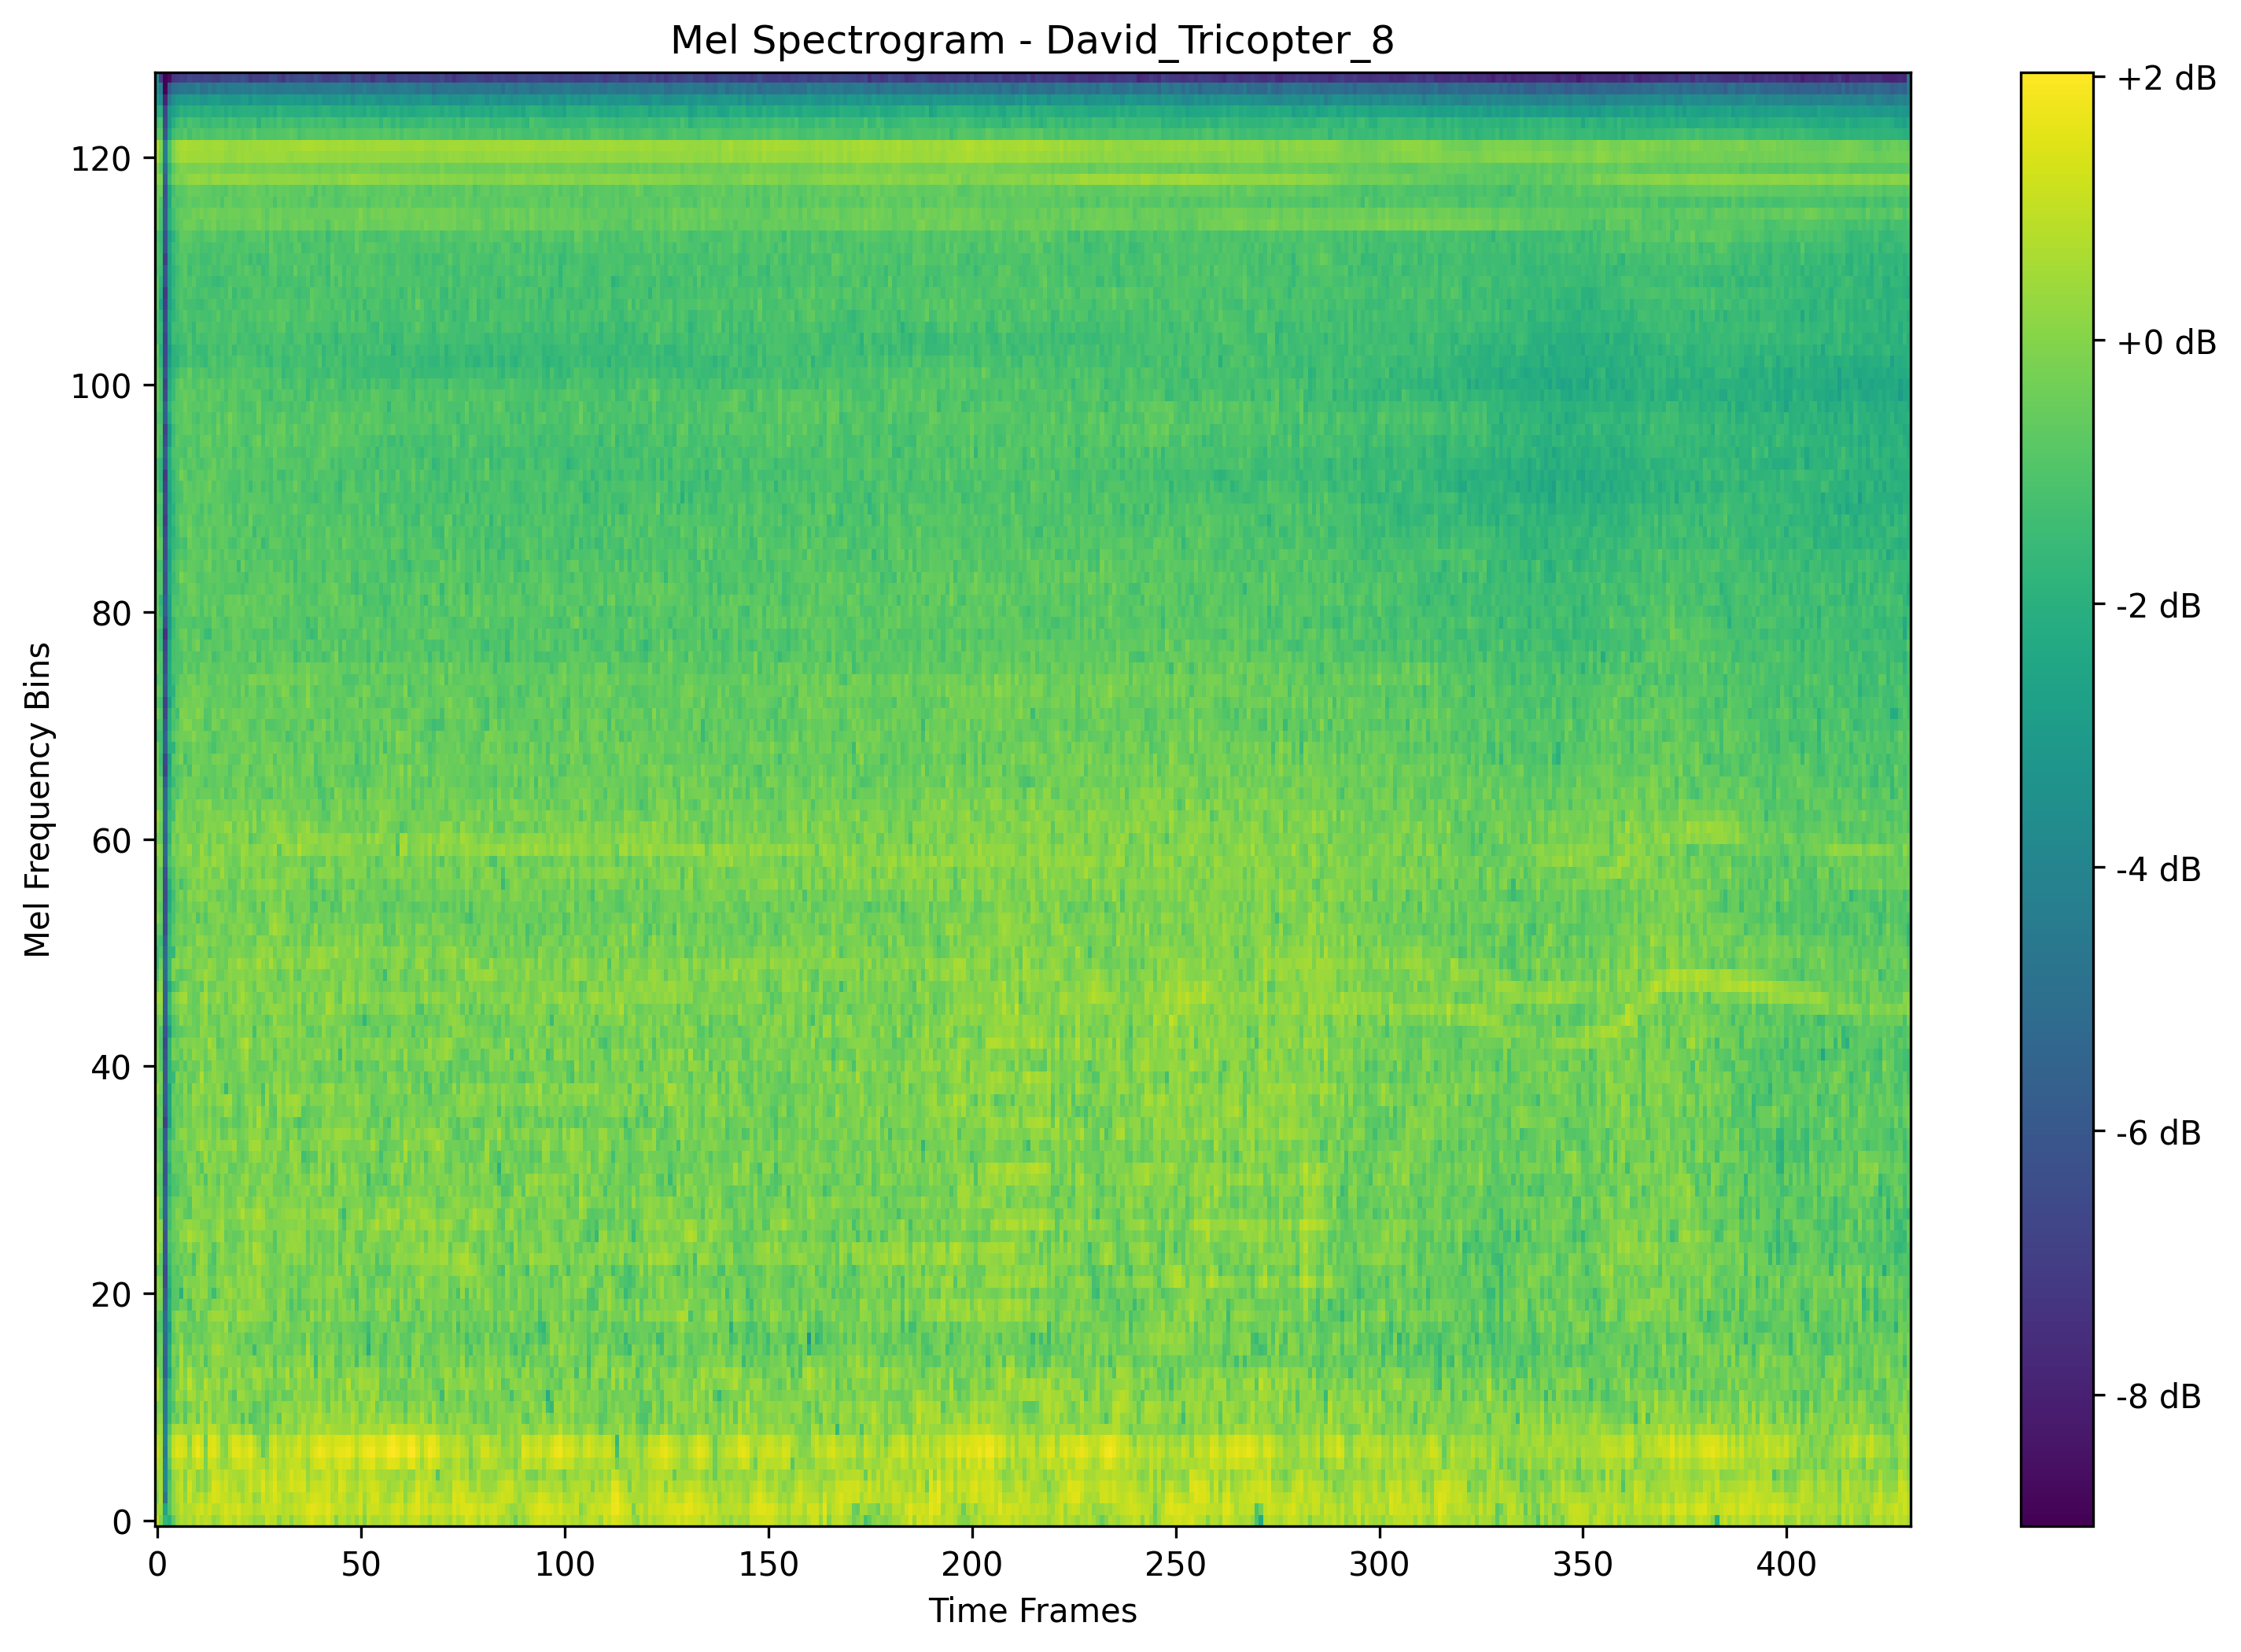 Mel Spectrogram - David_Tricopter_8
Mel Frequency Bins
120
100
80
60
40
20
0
0 50 100 150 200 250 300 350 400
Time Frames
+2 dB
+0 dB
-2 dB
-4 dB
-6 dB
-8 dB